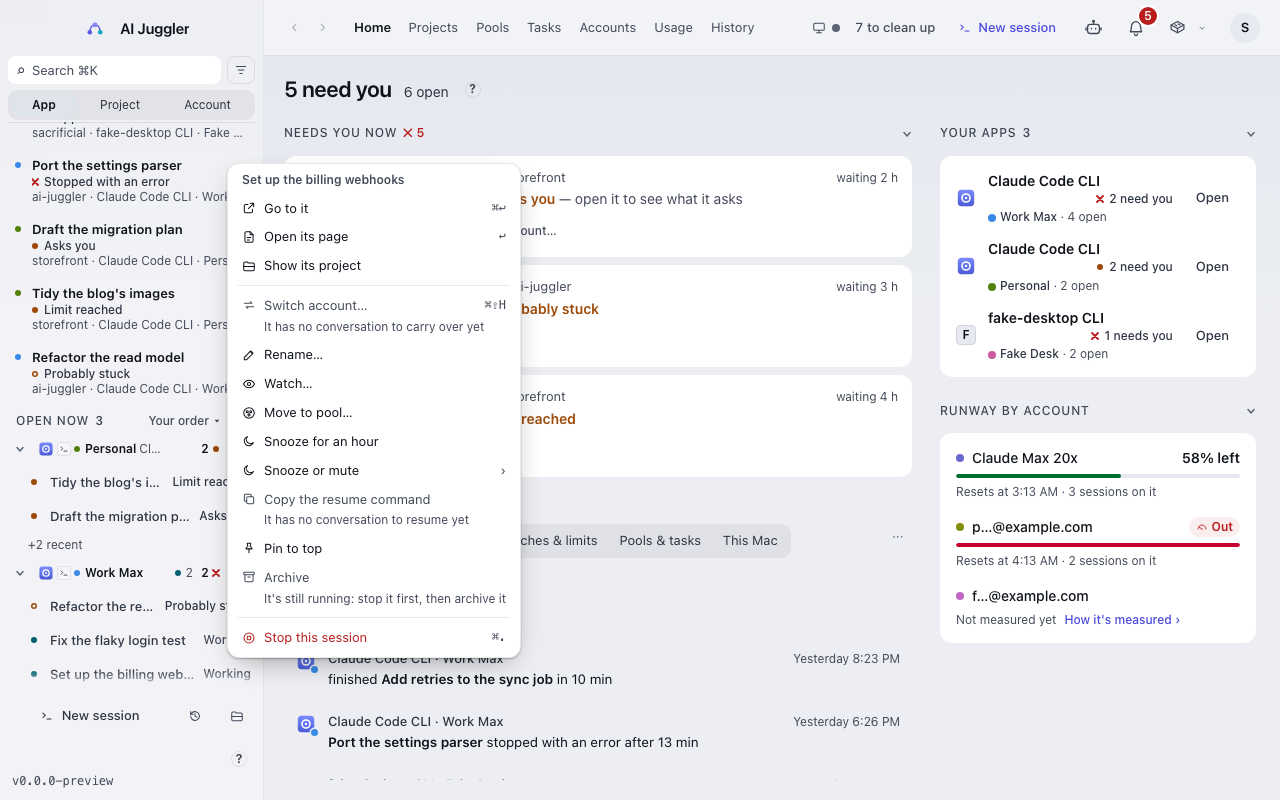 AI Juggler
Search ⌘K
App Project Account
sacrificial · fake-desktop CLI · Fake ...
Port the settings parser
Stopped with an error
ai-juggler · Claude Code CLI · Work
Draft the migration plan
Asks you
storefront · Claude Code CLI · Pers
Tidy the blog's images
Limit reached
storefront · Claude Code CLI · Pers
Refactor the read model
Probably stuck
ai-juggler · Claude Code CLI · Work
OPEN NOW 3 Your order
Personal Cl... 2
Tidy the blog's i... Limit reac
Draft the migration p... Asks
+2 recent
Work Max 2 2
Refactor the re... Probably s
Fix the flaky login test Wor
Set up the billing web... Working
New session
?
v0.0.0-preview
Home Projects Pools Tasks Accounts Usage History
7 to clean up
New session
5
S
5 need you 6 open ?
NEEDS YOU NOW 5
orefront waiting 2 h
s you — open it to see what it asks
ount...
i-juggler waiting 3 h
bably stuck
orefront waiting 4 h
reached
ches & limits Pools & tasks This Mac
...
Claude Code CLI · Work Max Yesterday 8:23 PM
finished Add retries to the sync job in 10 min
Claude Code CLI · Work Max Yesterday 6:26 PM
Port the settings parser stopped with an error after 13 min
Set up the billing webhooks
Go to it ⌘↩
Open its page ↩
Show its project
Switch account... ⌘⇧H
It has no conversation to carry over yet
Rename...
Watch...
Move to pool...
Snooze for an hour
Snooze or mute ›
Copy the resume command
It has no conversation to resume yet
Pin to top
Archive
It's still running: stop it first, then archive it
Stop this session ⌘.
YOUR APPS 3
Claude Code CLI
2 need you
Work Max · 4 open
Open
Claude Code CLI
2 need you
Personal · 2 open
Open
F
fake-desktop CLI
1 needs you
Fake Desk · 2 open
Open
RUNWAY BY ACCOUNT
Claude Max 20x 58% left
Resets at 3:13 AM · 3 sessions on it
p...@example.com Out
Resets at 4:13 AM · 2 sessions on it
f...@example.com
Not measured yet How it's measured ›